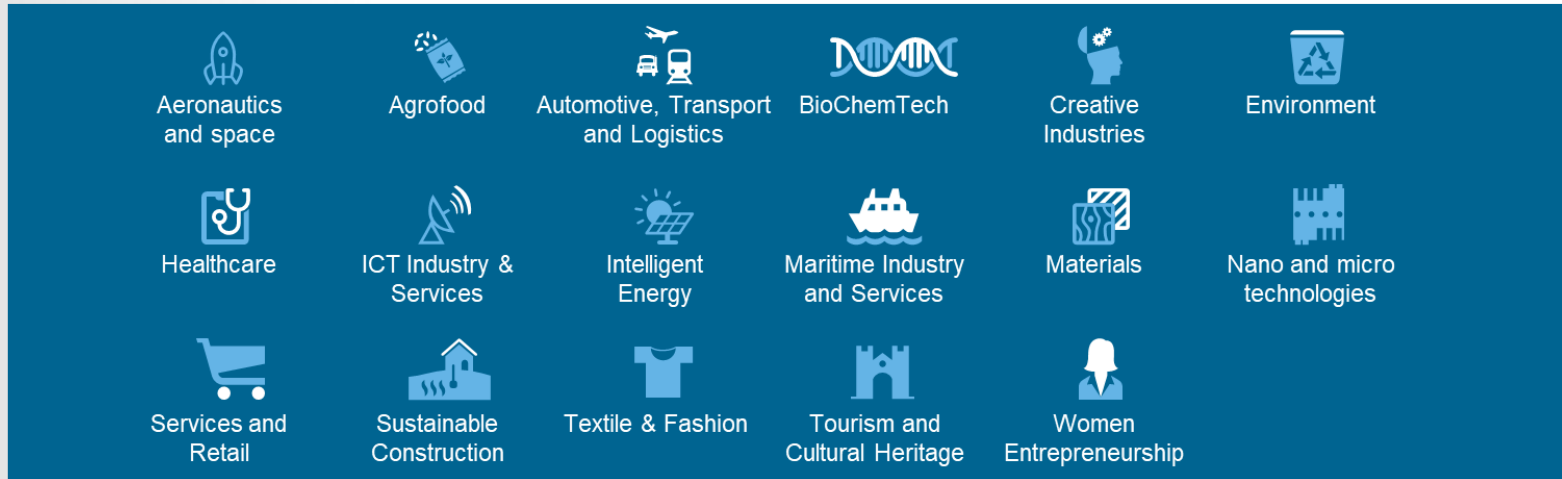 Aeronautics
and space
Agrofood
Automotive, Transport
and Logistics
BioChemTech
Creative
Industries
Environment
Healthcare
ICT Industry &
Services
Intelligent
Energy
Maritime Industry
and Services
Materials
Nano and micro
technologies
Services and
Retail
Sustainable
Construction
Textile & Fashion
Tourism and
Cultural Heritage
Women
Entrepreneurship